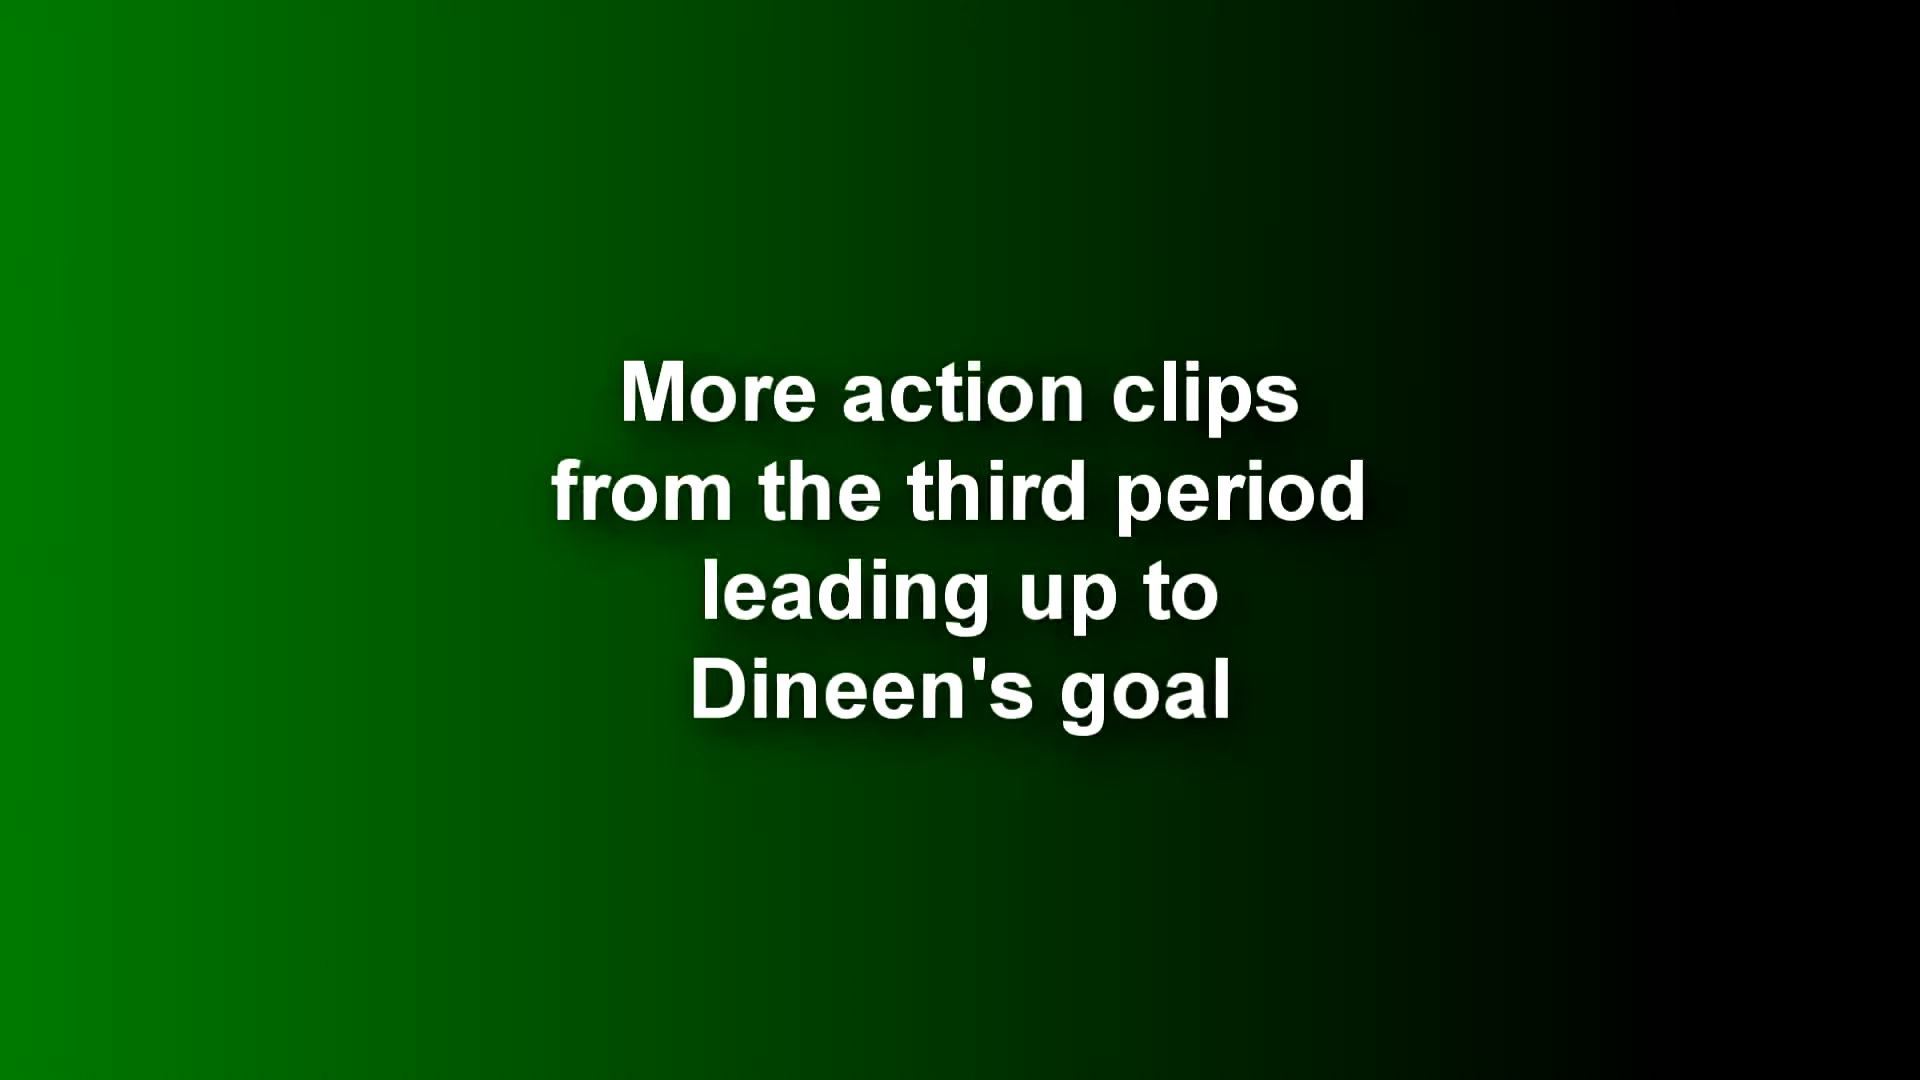 More action clips
from the third period
leading up to
Dineen's goal